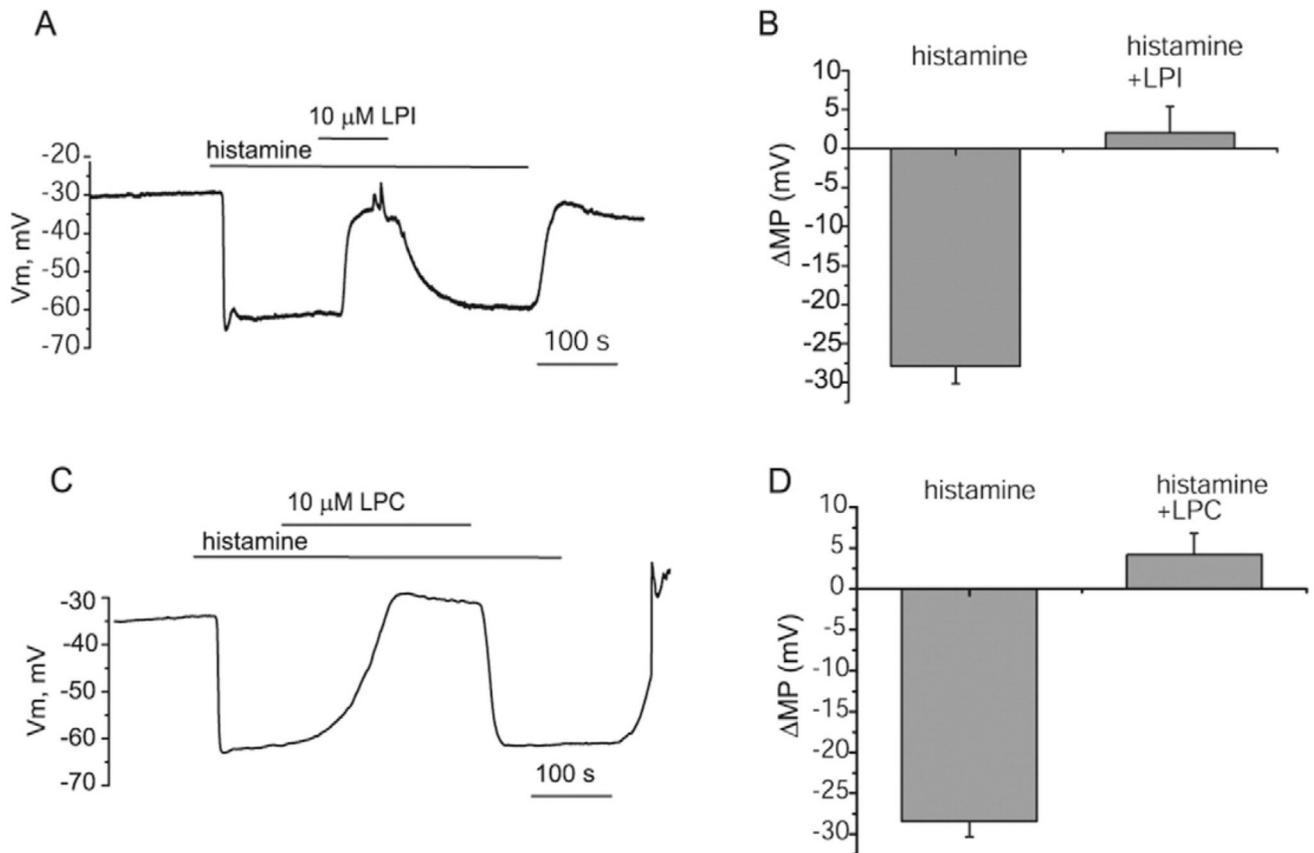 A
10 μM LPI
histamine
-20
-30
-40
-50
-60
-70
Vm, mV
100 s
B
histamine
histamine
+LPI
10
5
0
-5
-10
-15
-20
-25
-30
ΔMP (mV)
C
10 μM LPC
histamine
-30
-40
-50
-60
-70
Vm, mV
100 s
D
histamine
histamine
+LPC
10
5
0
-5
-10
-15
-20
-25
-30
ΔMP (mV)